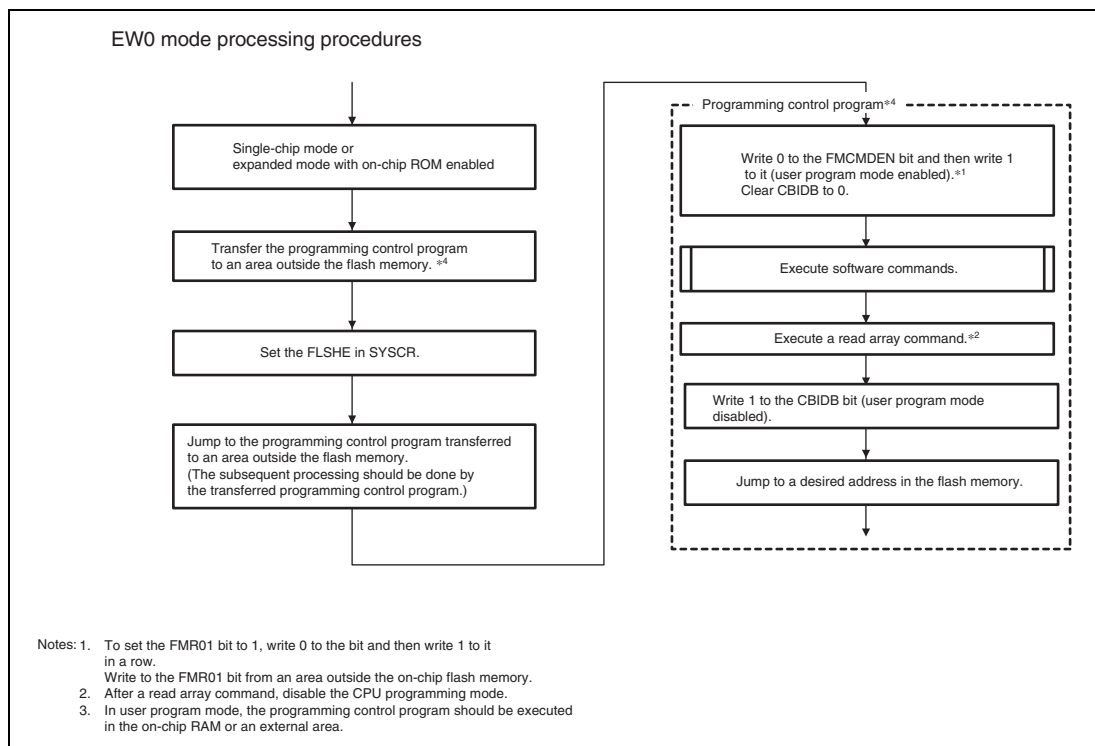 EW0 mode processing procedures
Single-chip mode or
expanded mode with on-chip ROM enabled
Transfer the programming control program
to an area outside the flash memory. *4
Set the FLSHE in SYSCR.
Jump to the programming control program transferred
to an area outside the flash memory.
(The subsequent processing should be done by
the transferred programming control program.)
Programming control program*4
Write 0 to the FMCMDEN bit and then write 1
to it (user program mode enabled).*1
Clear CBIDB to 0.
Execute software commands.
Execute a read array command.*2
Write 1 to the CBIDB bit (user program mode
disabled).
Jump to a desired address in the flash memory.
Notes: 1. To set the FMR01 bit to 1, write 0 to the bit and then write 1 to it
in a row.
Write to the FMR01 bit from an area outside the on-chip flash memory.
2. After a read array command, disable the CPU programming mode.
3. In user program mode, the programming control program should be executed
in the on-chip RAM or an external area.